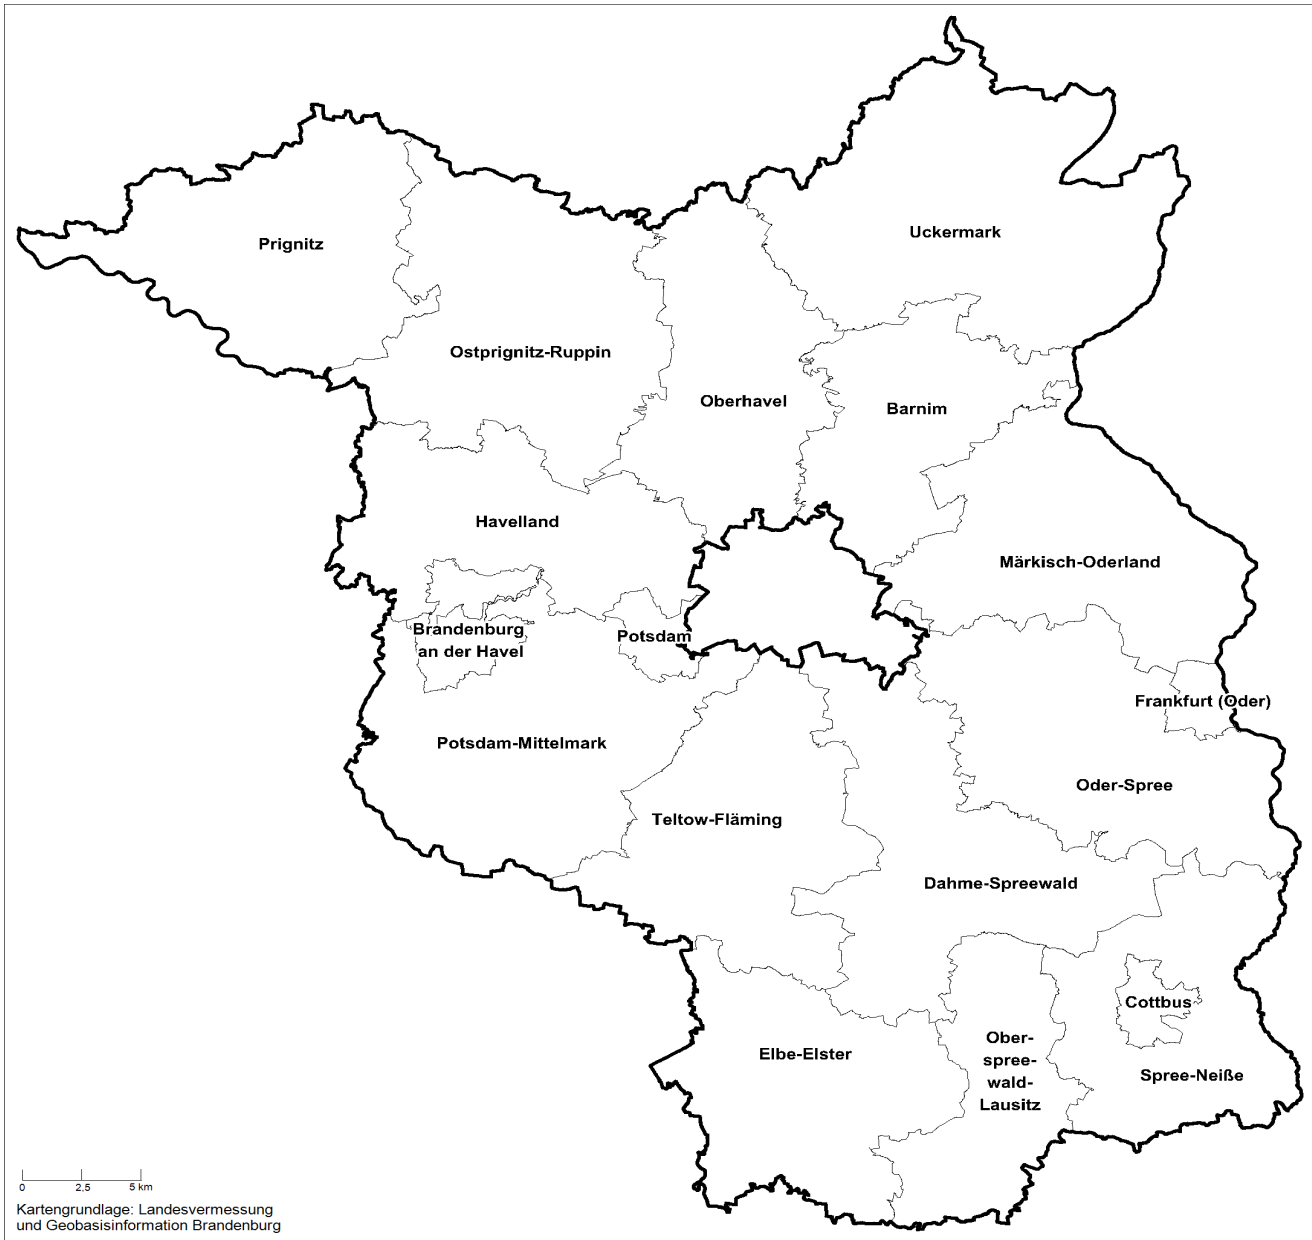 Uckermark
Prignitz
Ostprignitz-Ruppin
Oberhavel
Barnim
Havelland
Märkisch-Oderland
Brandenburg
an der Havel
Potsdam
Frankfurt (Oder)
Potsdam-Mittelmark
Oder-Spree
Teltow-Fläming
Dahme-Spreewald
Cottbus
Elbe-Elster
Ober-
spree-
wald-
Lausitz
Spree-Neiße
0 2,5 5 km
Kartengrundlage: Landesvermessung
und Geobasisinformation Brandenburg